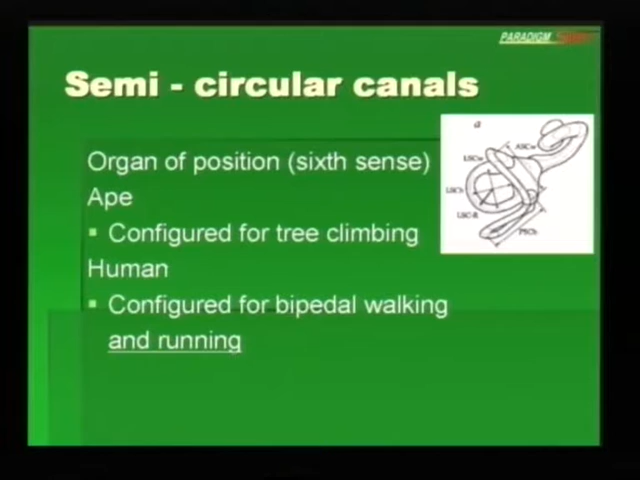 PARADIGM
Semi - circular canals
Organ of position (sixth sense)
Ape
▪ Configured for tree climbing
Human
▪ Configured for bipedal walking
and running